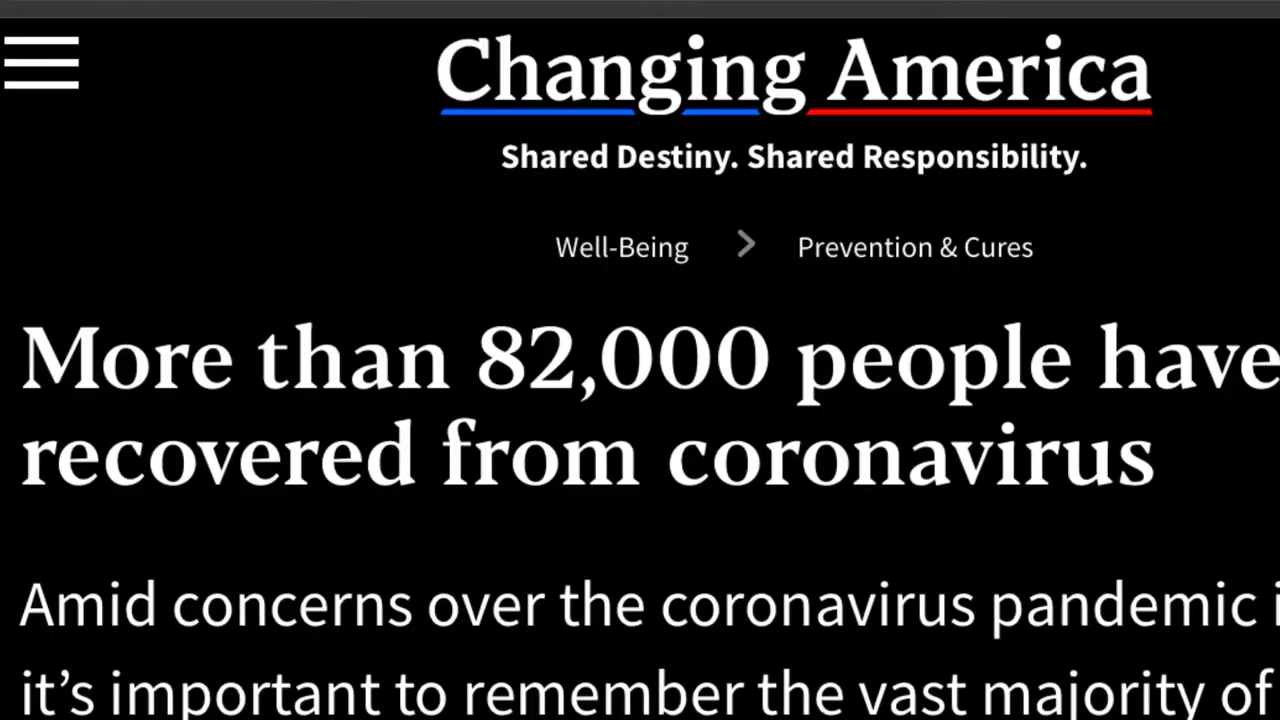 Changing America
Shared Destiny. Shared Responsibility.
Well-Being > Prevention & Cures
More than 82,000 people have
recovered from coronavirus
Amid concerns over the coronavirus pandemic
it’s important to remember the vast majority of